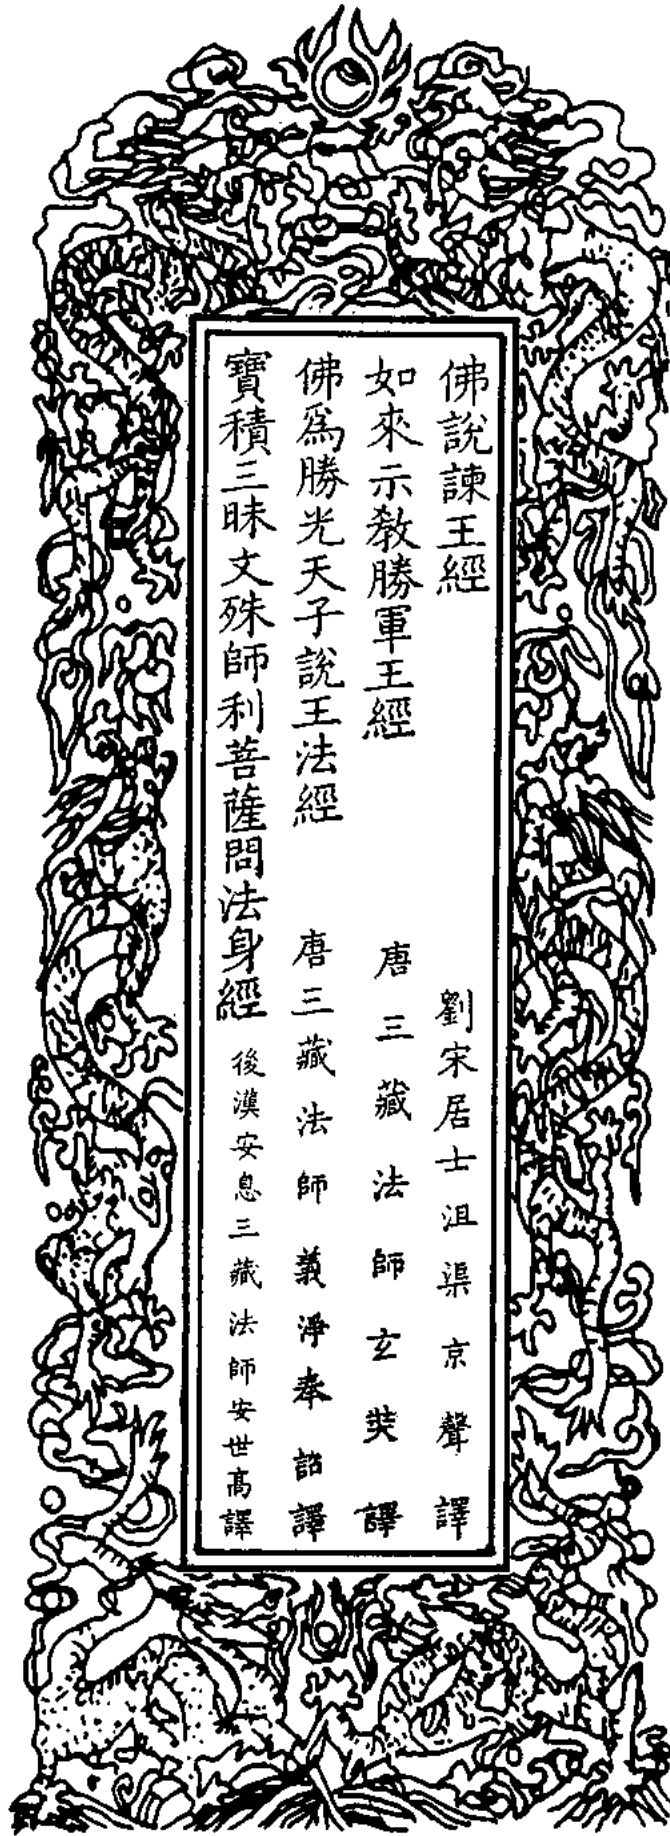 佛說諫王經 劉宋居士沮渠京聲譯
如來示教勝軍王經 唐三藏法師玄奘譯
佛為勝光天子說王法經 唐三藏法師義淨奉詔譯
寶積三昧文殊師利菩薩問法身經 後漢安息三藏法師安世高譯